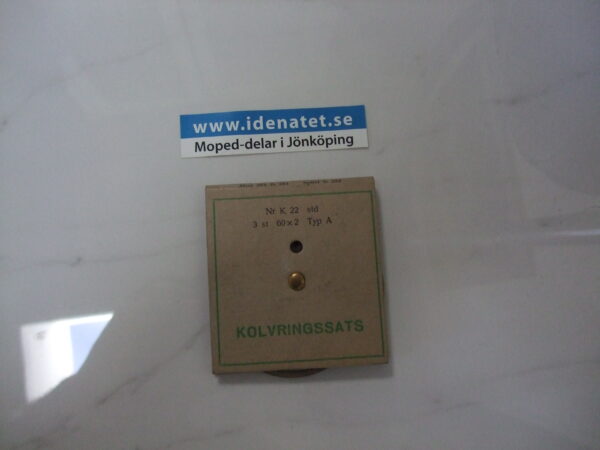 www.idenatet.se
Moped-delar i Jönköping
Nr K 22 std
3 st 60×2 Typ A
KOLVRINGSSATS